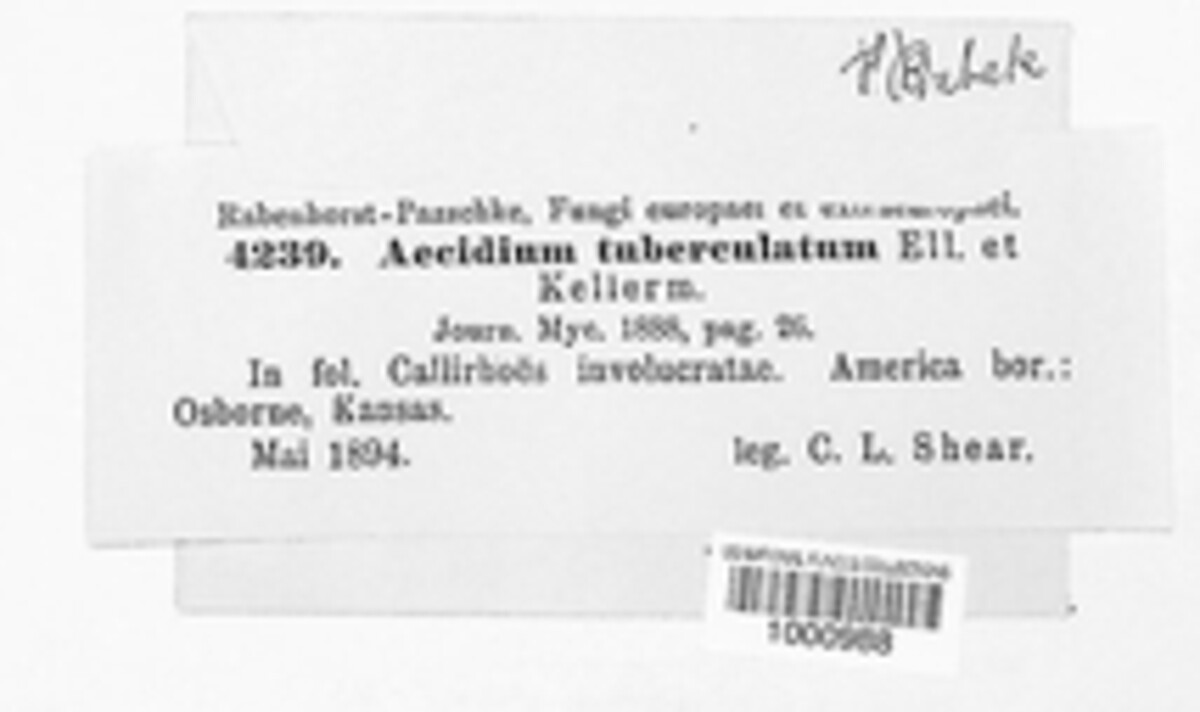 Rabenhorst-Pazschke, Fungi europaei et
4239. Aecidium tuberculatum Ell. et
Kellerm.
Journ. Myc. 1888, pag. 26.
In fol. Callirhoës involucratae. America bor.:
Osborne, Kansas.
Mai 1894. leg. C. L. Shear.
1000988